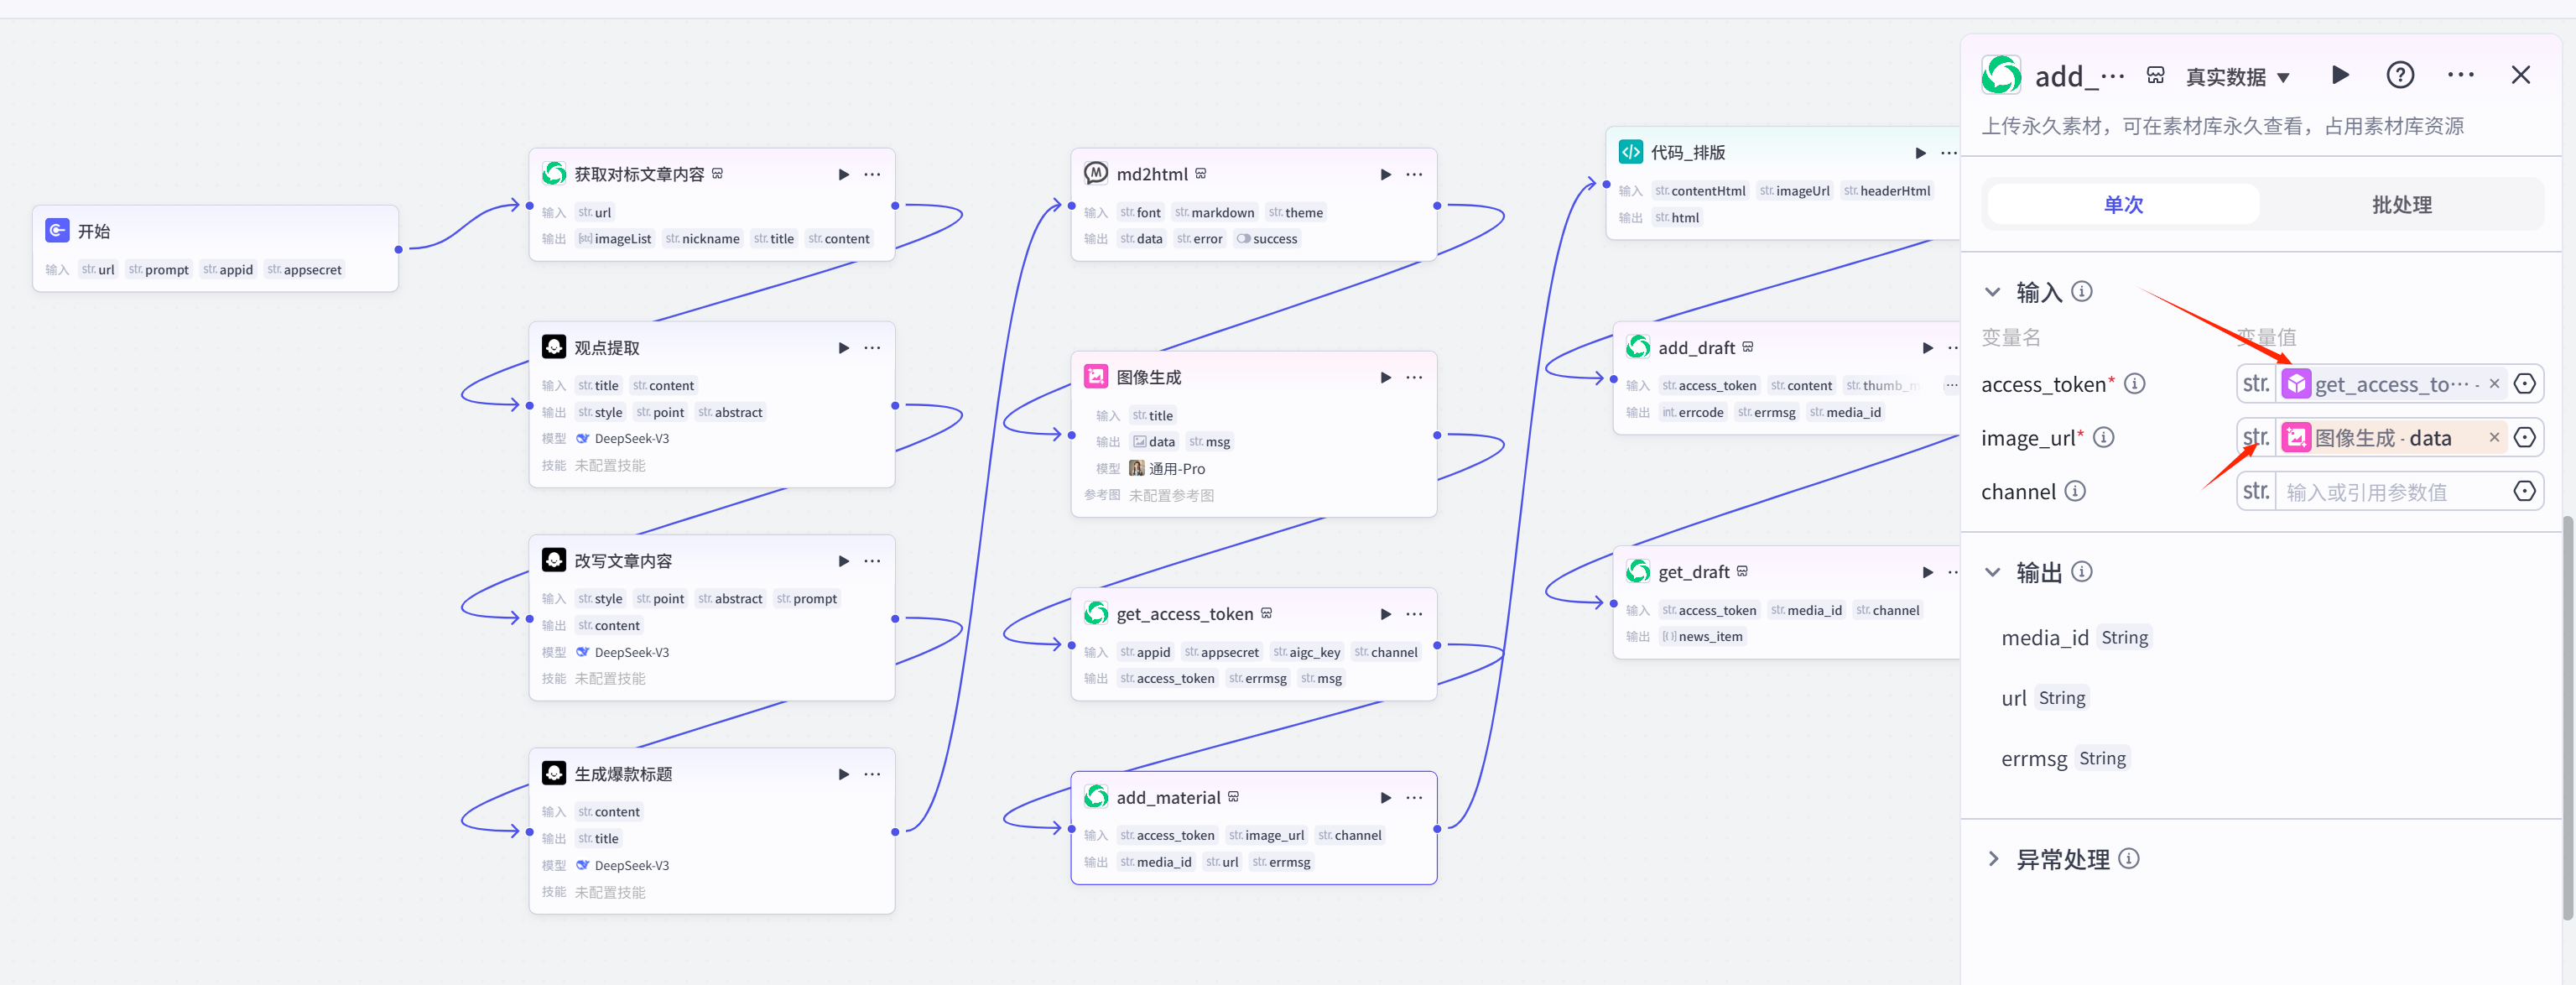 开始
输入 str. url str. prompt str. appid str. appsecret
获取对标文章内容
输入 str. url
输出 [str] imageList str. nickname str. title str. content
观点提取
输入 str. title str. content
输出 str. style str. point str. abstract
模型 DeepSeek-V3
技能 未配置技能
改写文章内容
输入 str. style str. point str. abstract str. prompt
输出 str. content
模型 DeepSeek-V3
技能 未配置技能
生成爆款标题
输入 str. content
输出 str. title
模型 DeepSeek-V3
技能 未配置技能
md2html
输入 str. font str. markdown str. theme
输出 str. data str. error success
图像生成
输入 str. title
输出 data str. msg
模型 通用-Pro
参考图 未配置参考图
get_access_token
输入 str. appid str. appsecret str. aigc_key str. channel
输出 str. access_token str. errmsg str. msg
add_material
输入 str. access_token str. image_url str. channel
输出 str. media_id str. url str. errmsg
代码_排版
输入 str. contentHtml str. imageUrl str. headerHtml
输出 str. html
add_draft
输入 str. access_token str. content str. thumb_m ...
输出 int. errcode str. errmsg str. media_id
get_draft
输入 str. access_token str. media_id str. channel
输出 [{}] news_item
add_... 真实数据
上传永久素材，可在素材库永久查看，占用素材库资源
单次 批处理
输入
变量名 变量值
access_token* str. get_access_to... -
image_url* str. 图像生成 - data
channel str. 输入或引用参数值
输出
media_id String
url String
errmsg String
异常处理